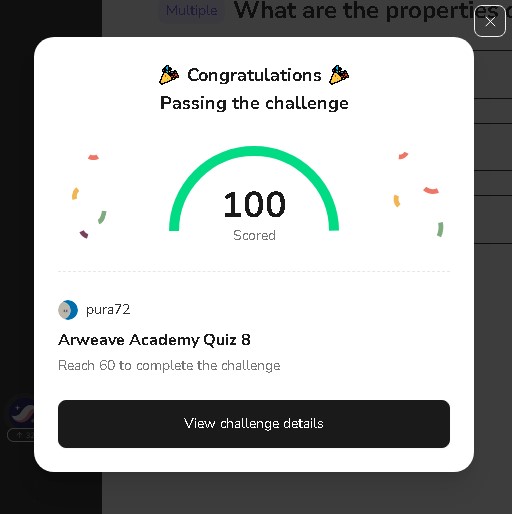 Multiple What are the properties
Congratulations
Passing the challenge
100
Scored
pura72
Arweave Academy Quiz 8
Reach 60 to complete the challenge
View challenge details